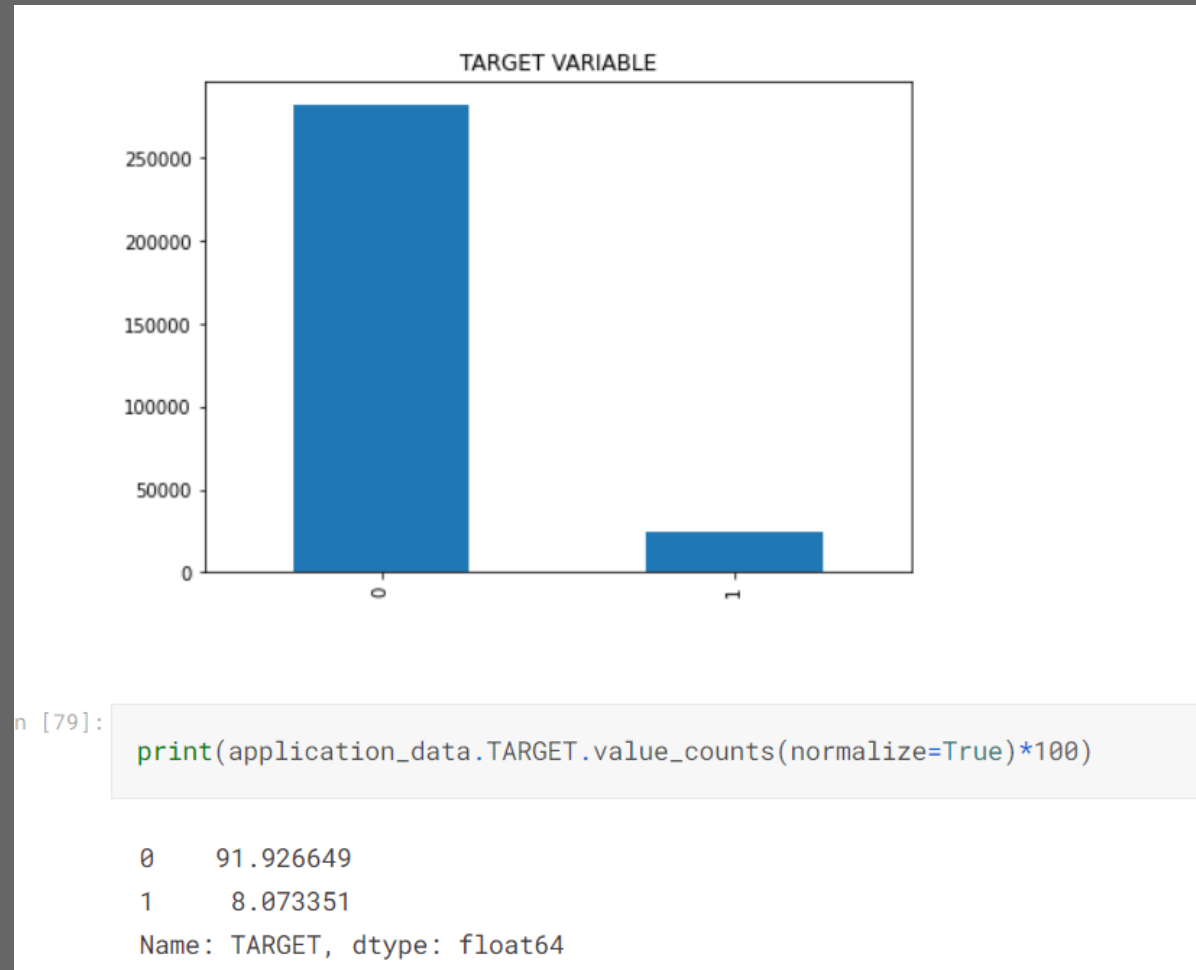 TARGET VARIABLE
250000
200000
150000
100000
50000
0
0
1
n [79]:
print(application_data.TARGET.value_counts(normalize=True)*100)
0    91.926649
1     8.073351
Name: TARGET, dtype: float64